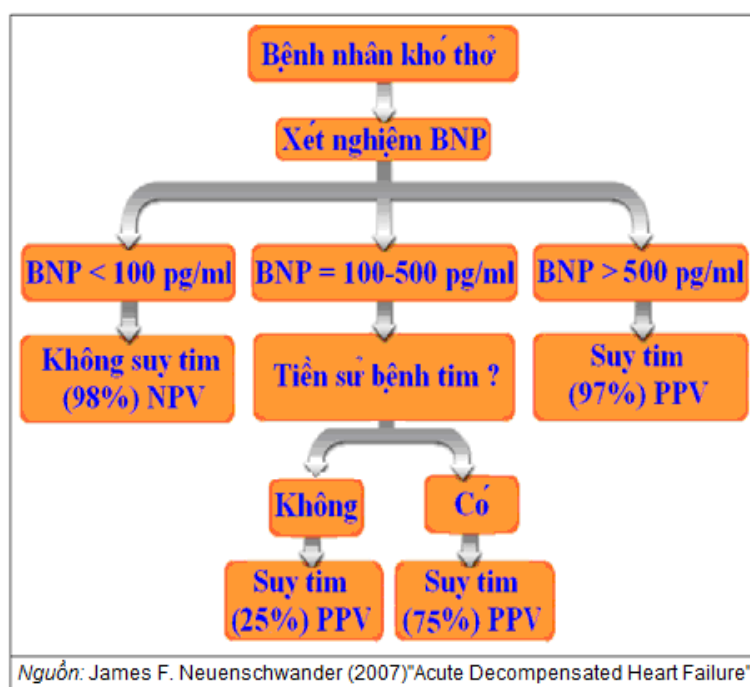 Bệnh nhân khó thở
Xét nghiệm BNP
BNP < 100 pg/ml
BNP = 100-500 pg/ml
BNP > 500 pg/ml
Không suy tim
(98%) NPV
Tiền sử bệnh tim ?
Suy tim
(97%) PPV
Không
Có
Suy tim
(25%) PPV
Suy tim
(75%) PPV
Nguồn: James F. Neuenschwander (2007)"Acute Decompensated Heart Failure"